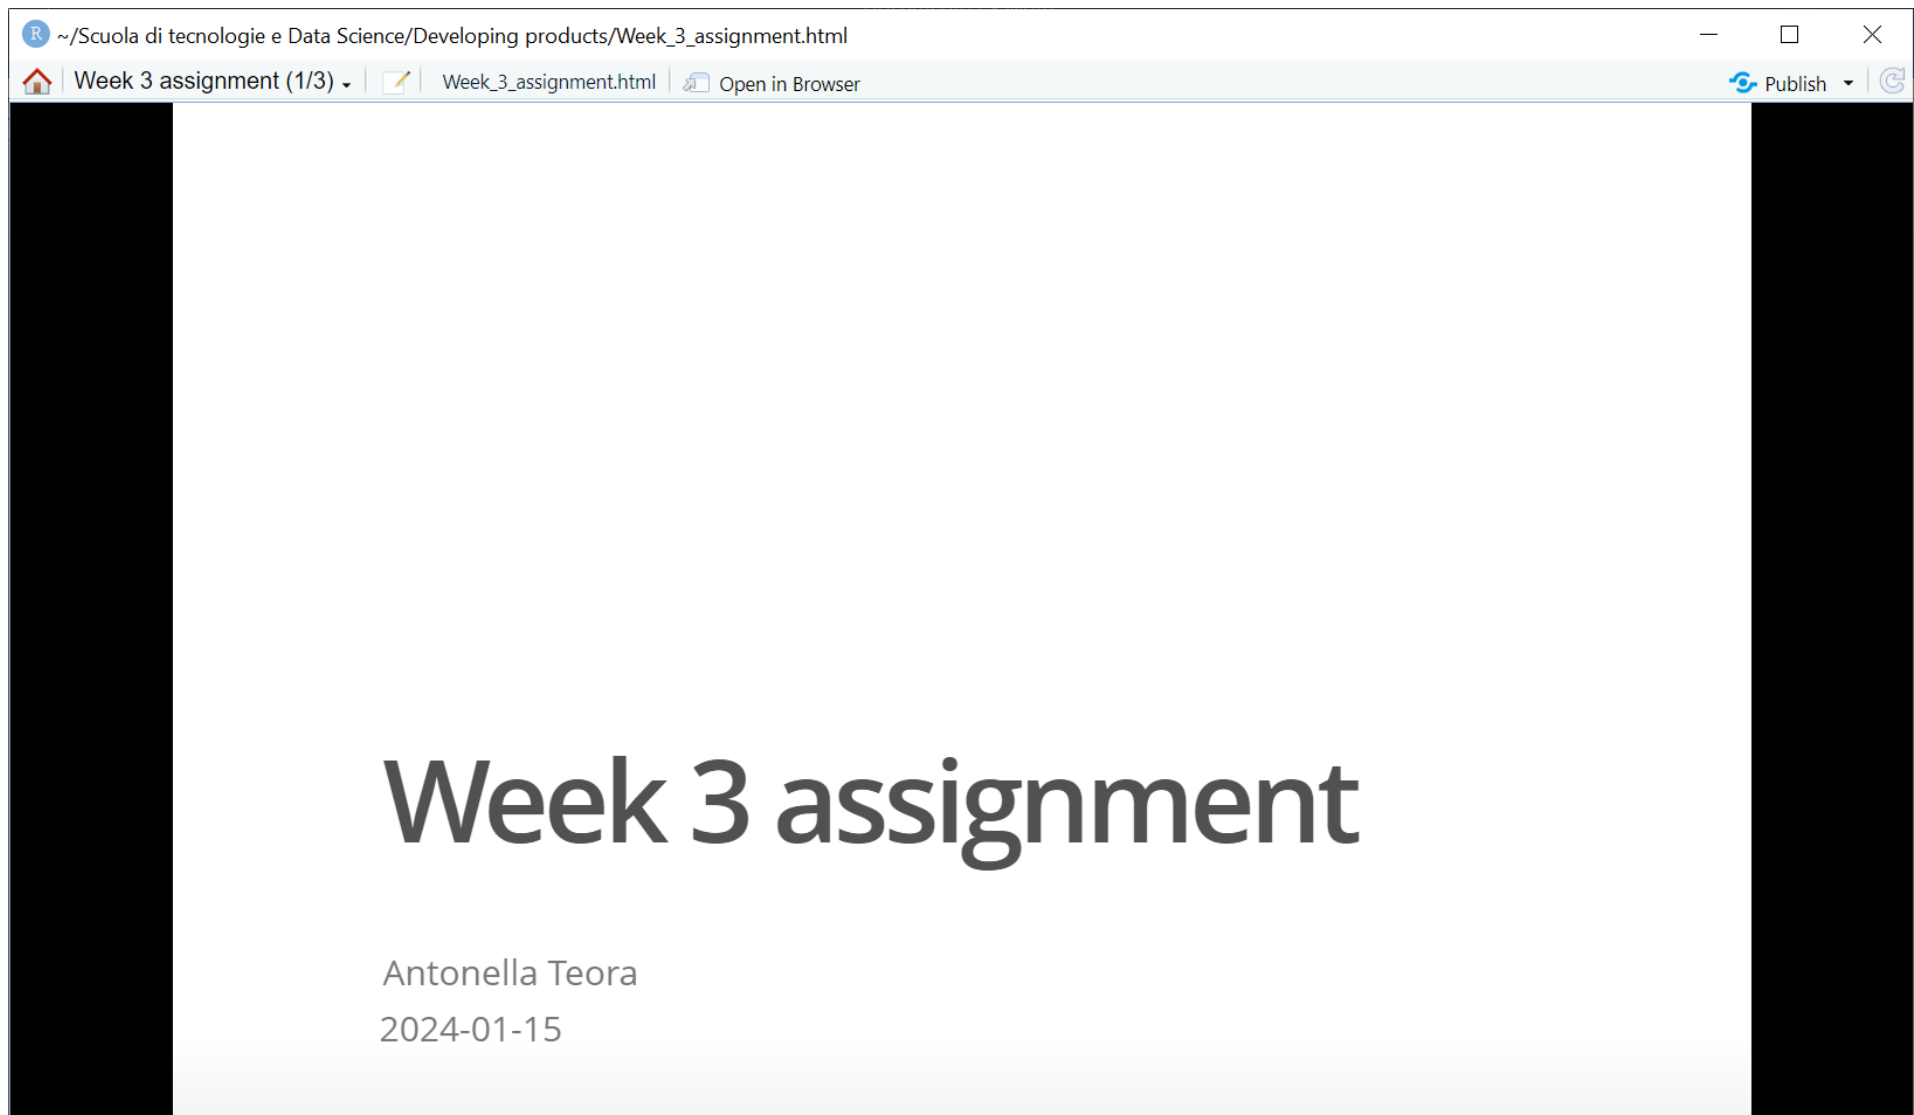 R ~/Scuola di tecnologie e Data Science/Developing products/Week_3_assignment.html
Week 3 assignment (1/3) Week_3_assignment.html Open in Browser Publish
Week 3 assignment
Antonella Teora
2024-01-15